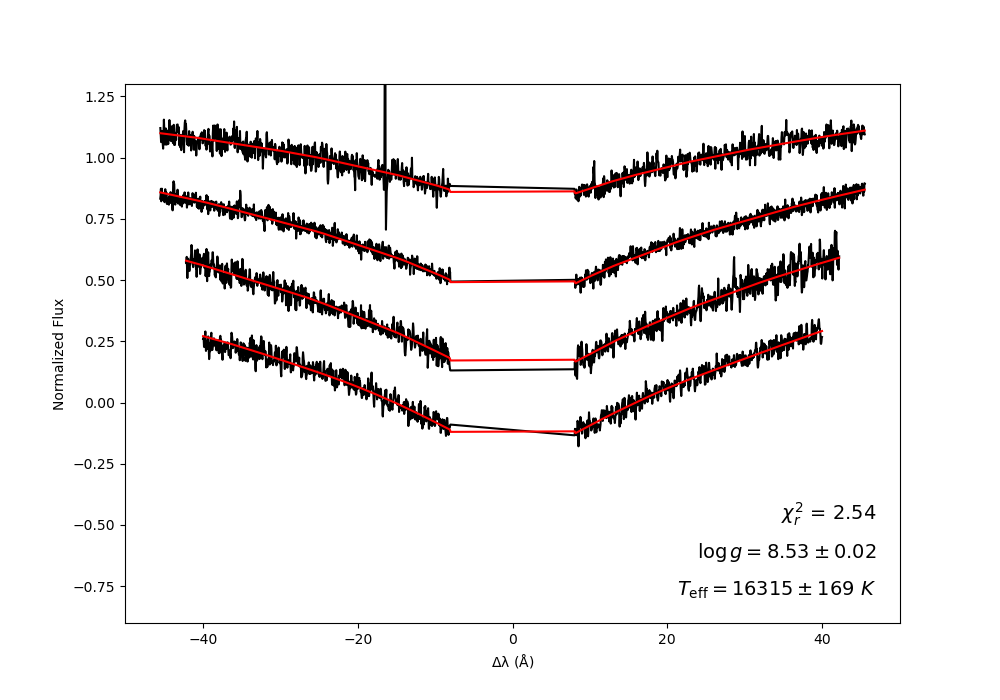 1.25
1.00
0.75
0.50
0.25
0.00
−0.25
−0.50
−0.75
Normalized Flux
χ²ᵣ = 2.54
log g = 8.53 ± 0.02
T_eff = 16315 ± 169 K
−40
−20
0
20
40
Δλ (Å)